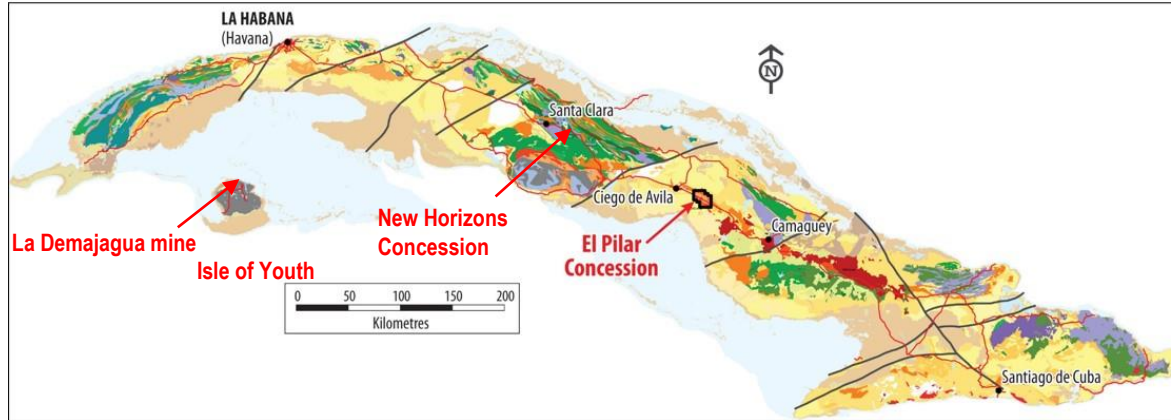 LA HABANA
(Havana)
N
Santa Clara
Ciego de Avila
Camaguey
New Horizons
Concession
El Pilar
Concession
La Demajagua mine
Isle of Youth
0 50 100 150 200
Kilometres
Santiago de Cuba